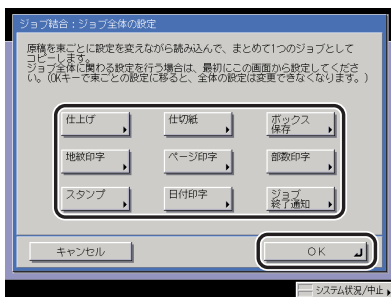 ジョブ結合：ジョブ全体の設定
原稿を束ごとに設定を変えながら読み込んで、まとめて1つのジョブとして
コピーします。
ジョブ全体に関わる設定を行う場合は、最初にこの画面から設定してくださ
い。(OKキーで束ごとの設定に移ると、全体の設定は変更できなくなります。)
仕上げ 仕切紙 ボックス
保存
地紋印字 ページ印字 部数印字
スタンプ 日付印字 ジョブ
終了通知
キャンセル OK
システム状況/中止